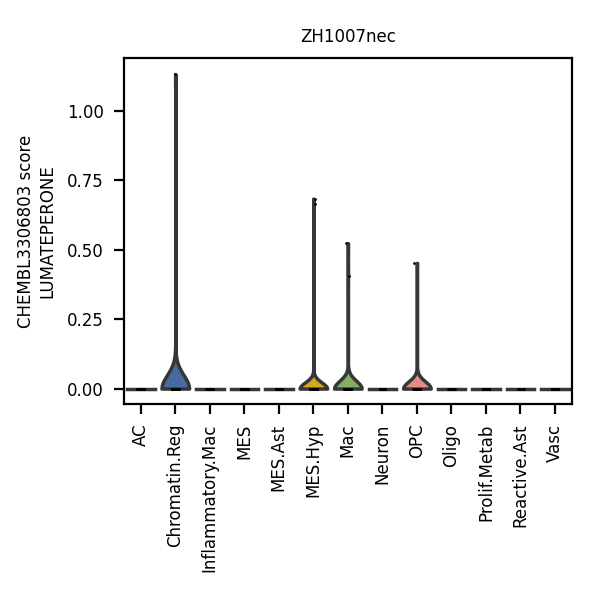 ZH1007nec
CHEMBL3306803 score
LUMATEPERONE
1.00
0.75
0.50
0.25
0.00
AC
Chromatin.Reg
Inflammatory.Mac
MES
MES.Ast
MES.Hyp
Mac
Neuron
OPC
Oligo
Prolif.Metab
Reactive.Ast
Vasc